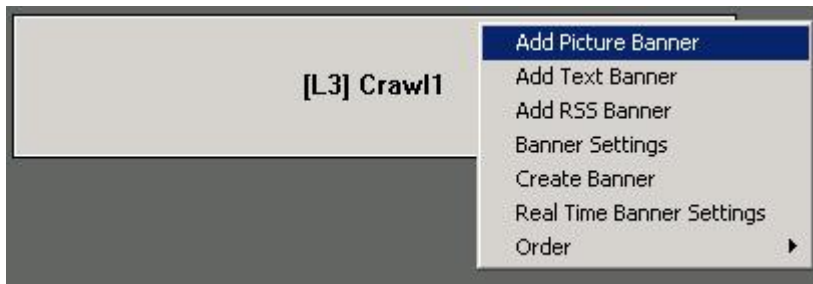 [L3] Crawl1
Add Picture Banner
Add Text Banner
Add RSS Banner
Banner Settings
Create Banner
Real Time Banner Settings
Order